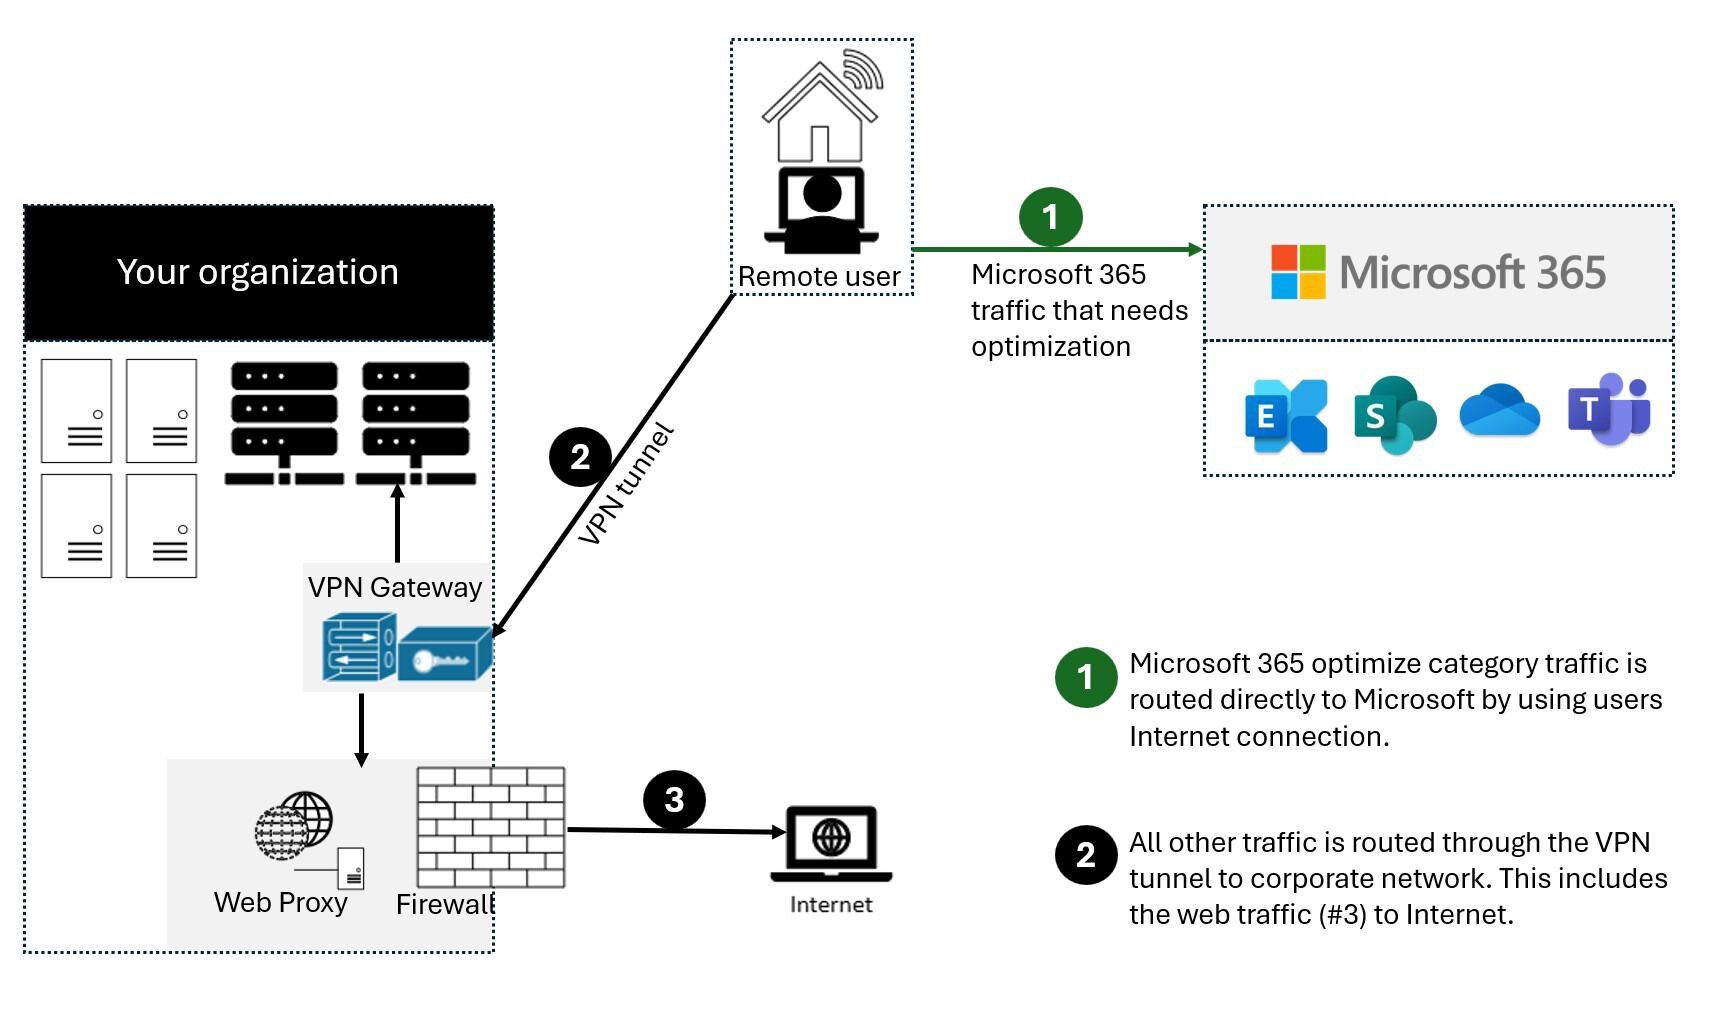 Remote user
1
Microsoft 365
traffic that needs
optimization
Microsoft 365
E
S
T
Your organization
2
VPN tunnel
VPN Gateway
Web Proxy
Firewall
3
Internet
1
Microsoft 365 optimize category traffic is
routed directly to Microsoft by using users
Internet connection.
2
All other traffic is routed through the VPN
tunnel to corporate network. This includes
the web traffic (#3) to Internet.